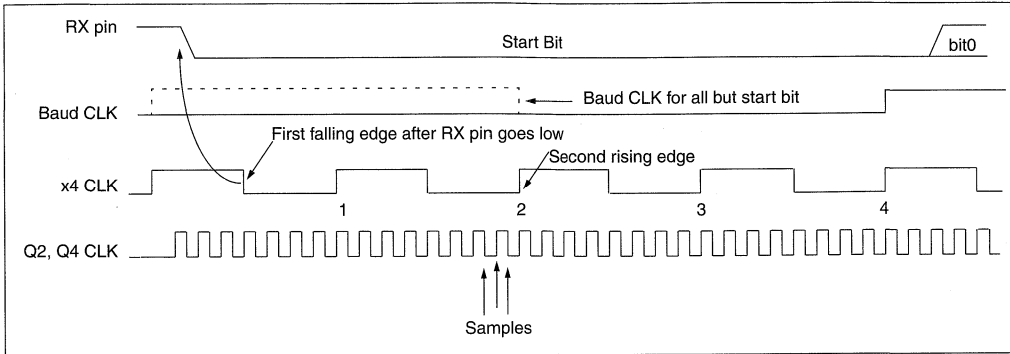 RX pin
Start Bit
bit0
Baud CLK for all but start bit
Baud CLK
First falling edge after RX pin goes low
Second rising edge
x4 CLK
1
2
3
4
Q2, Q4 CLK
Samples